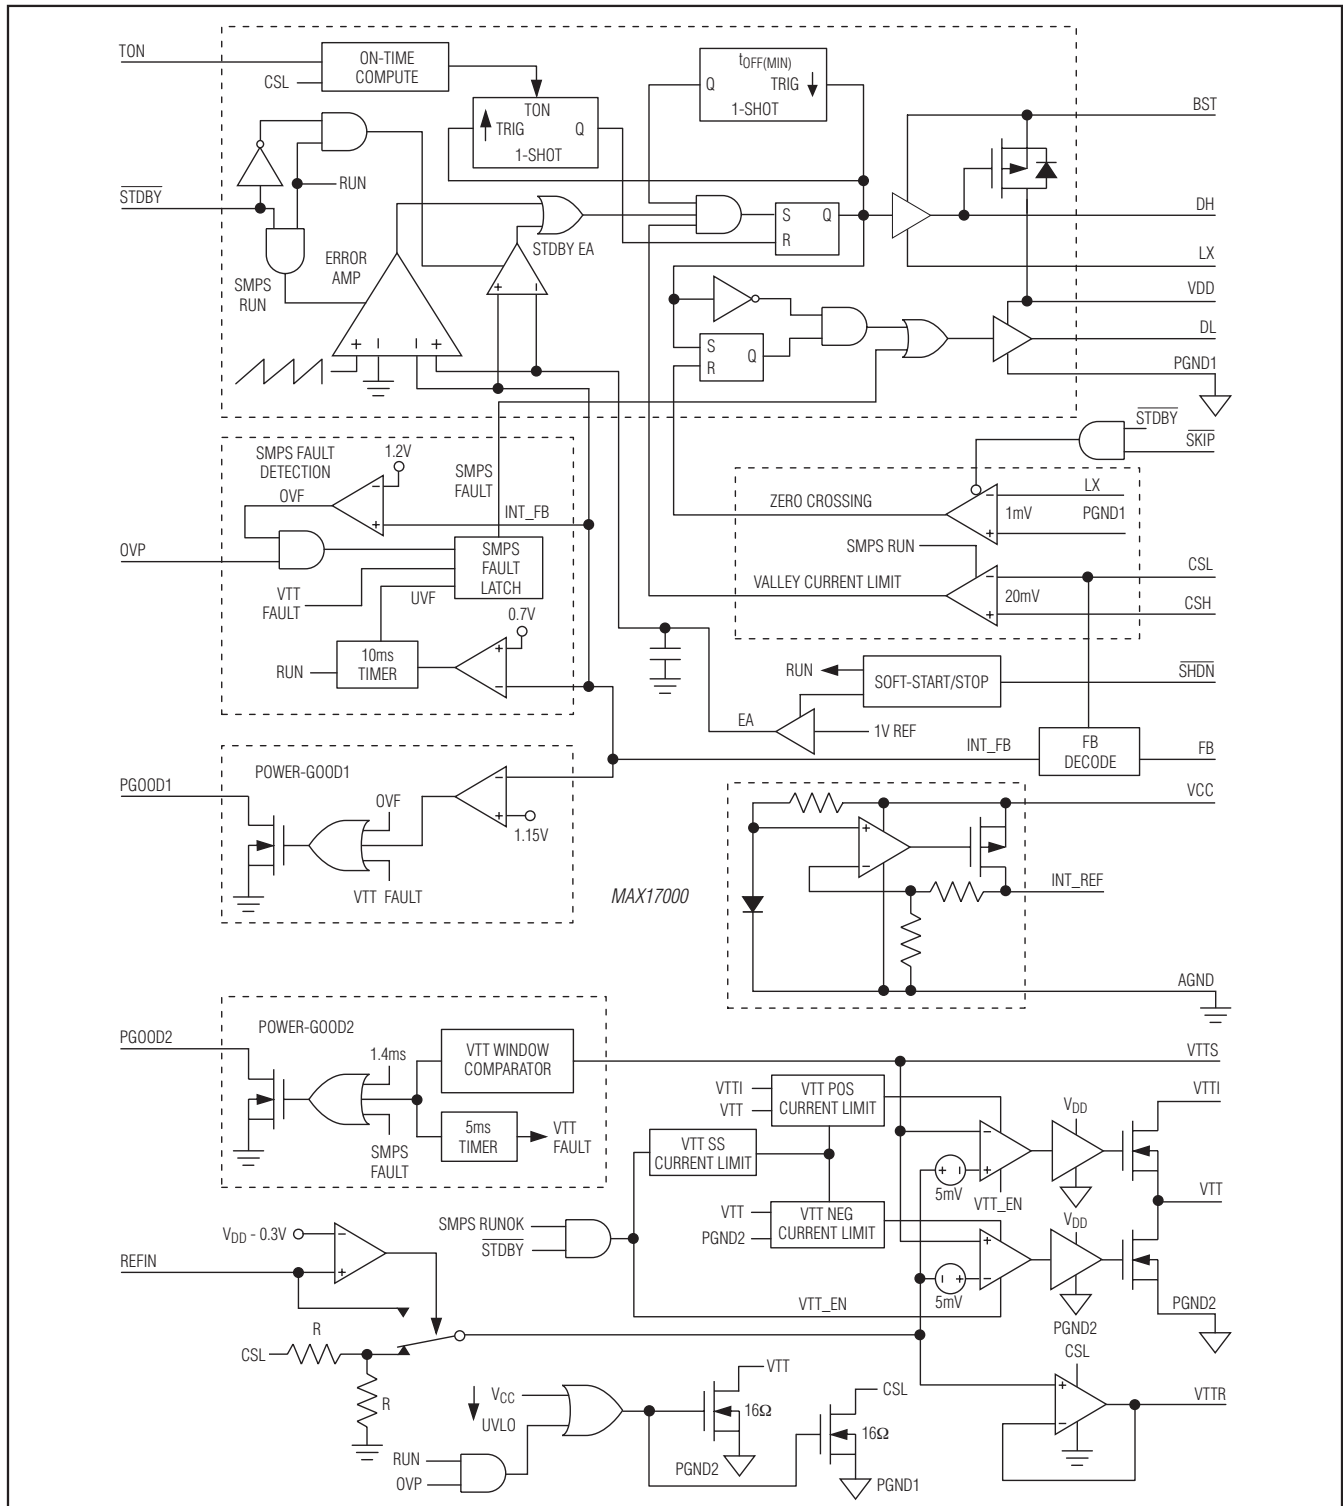 TON
ON-TIME
COMPUTE
CSL
TON
TRIG
Q
1-SHOT
tOFF(MIN)
Q
TRIG
1-SHOT
BST
RUN
STDBY
S
Q
R
DH
STDBY EA
ERROR
AMP
SMPS
RUN
+
-
LX
VDD
+
-
-
+
S
Q
R
DL
PGND1
STDBY
SKIP
SMPS FAULT
DETECTION
1.2V
OVF
-
+
SMPS
FAULT
INT_FB
ZERO CROSSING
-
1mV
+
LX
PGND1
OVP
SMPS
FAULT
LATCH
SMPS RUN
VTT
FAULT
UVF
VALLEY CURRENT LIMIT
-
20mV
+
CSL
CSH
0.7V
RUN
10ms
TIMER
+
-
RUN
SOFT-START/STOP
SHDN
EA
1V REF
INT_FB
FB
DECODE
FB
PGOOD1
POWER-GOOD1
OVF
-
+
1.15V
VTT FAULT
VCC
+
-
INT_REF
MAX17000
AGND
PGOOD2
POWER-GOOD2
1.4ms
VTT WINDOW
COMPARATOR
SMPS
FAULT
5ms
TIMER
VTT
FAULT
VTTS
VTTI
VTT
VTT POS
CURRENT LIMIT
VTT SS
CURRENT LIMIT
VTT
PGND2
VTT NEG
CURRENT LIMIT
-
+
+ -
5mV
VTT_EN
VDD
VTTI
VTT
+
-
- +
5mV
VDD
PGND2
PGND2
SMPS RUNOK
STDBY
VTT_EN
VDD - 0.3V
-
+
REFIN
CSL
R
R
VCC
UVLO
RUN
OVP
VTT
16Ω
PGND2
CSL
16Ω
PGND1
CSL
+
-
VTTR